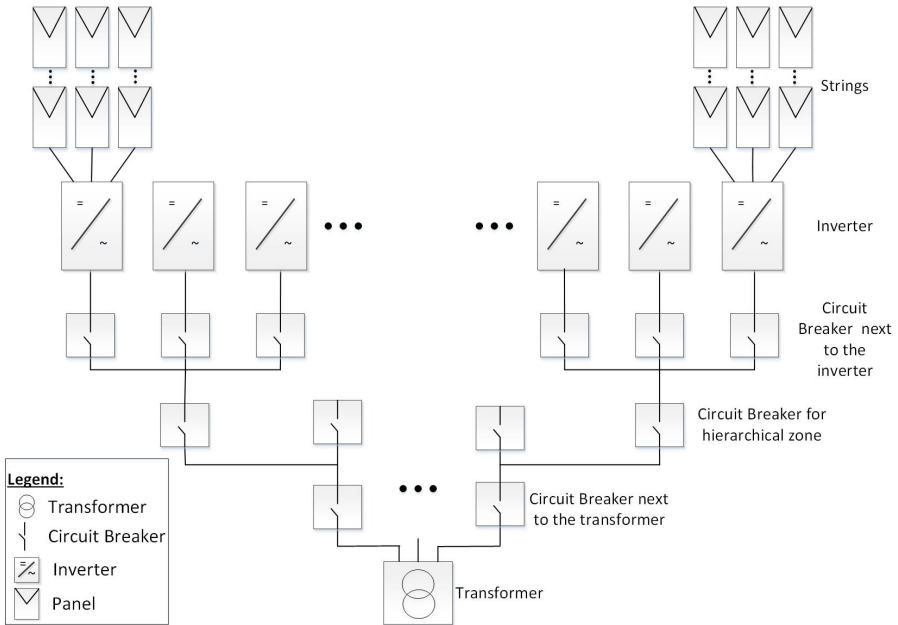 Strings
Inverter
Circuit
Breaker next
to the
inverter
Circuit Breaker for
hierarchical zone
Circuit Breaker next
to the transformer
Transformer
Legend:
Transformer
Circuit Breaker
Inverter
Panel
= ~
= ~
= ~
= ~
= ~
= ~
= ~